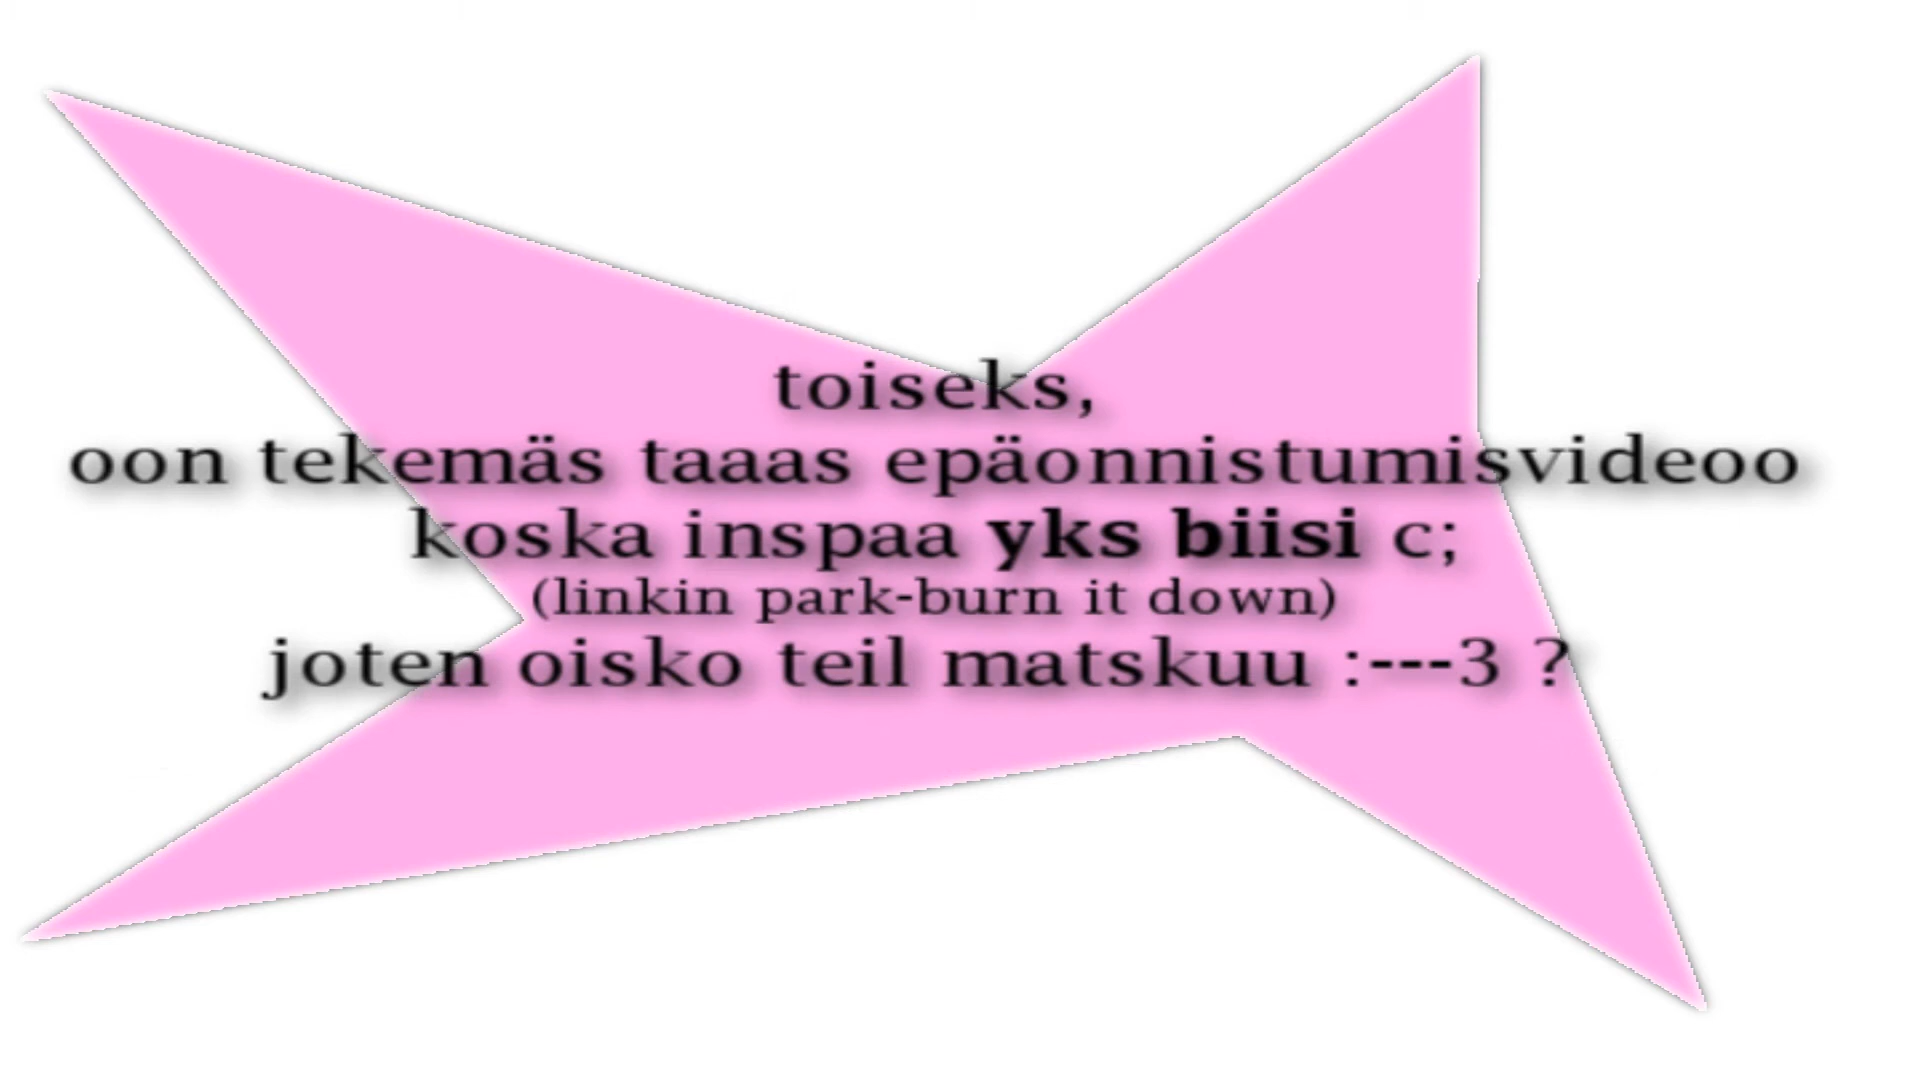 toiseks,
oon tekemäs taaas epäonnistumisvideoo
koska inspaa yks biisi c;
(linkin park-burn it down)
joten oisko teil matskuu :---3 ?